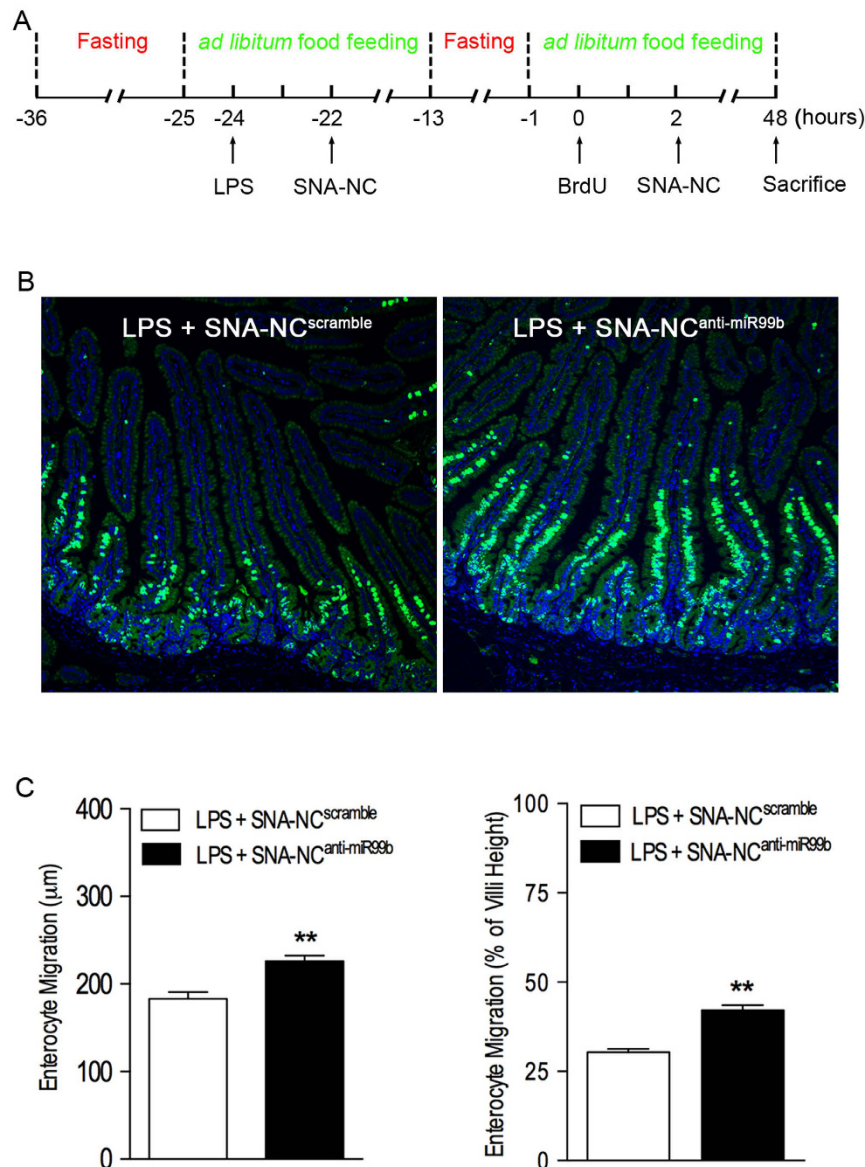 A
Fasting ad libitum food feeding Fasting ad libitum food feeding
-36 -25 -24 -22 -13 -1 0 2 48 (hours)
LPS SNA-NC BrdU SNA-NC Sacrifice
B
LPS + SNA-NCscramble LPS + SNA-NCanti-miR99b
C
Enterocyte Migration (μm)
400
300
200
100
0
LPS + SNA-NCscramble
LPS + SNA-NCanti-miR99b
**
Enterocyte Migration (% of Villi Height)
100
75
50
25
0
LPS + SNA-NCscramble
LPS + SNA-NCanti-miR99b
**